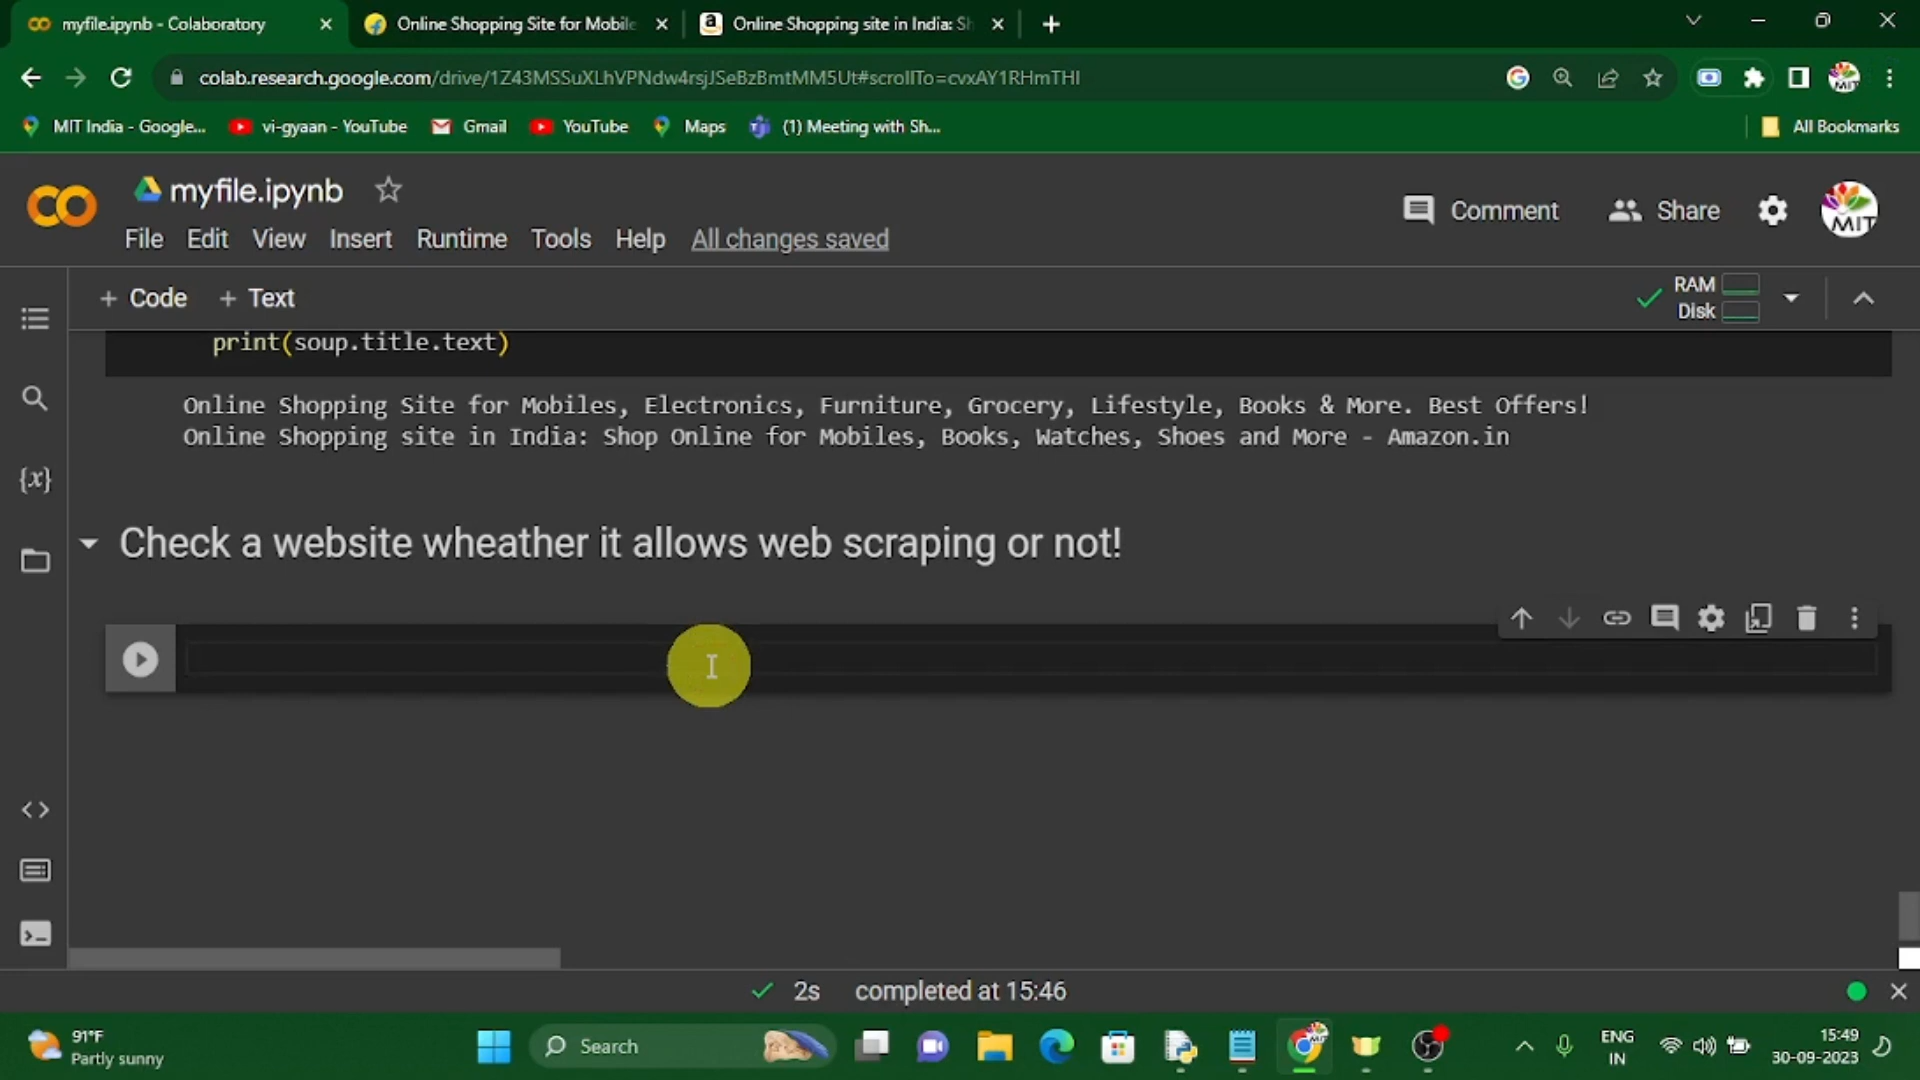 myfile.ipynb - Colaboratory
Online Shopping Site for Mobile
Online Shopping site in India: Sh
colab.research.google.com/drive/1Z43MSSuXLhVPNdw4rsjJSeBzBmtMM5Ut#scrollTo=cvxAY1RHmTHI
MIT India - Google...
vi-gyaan - YouTube
Gmail
YouTube
Maps
(1) Meeting with Sh...
All Bookmarks
myfile.ipynb
Comment
Share
File Edit View Insert Runtime Tools Help All changes saved
+ Code + Text
RAM
Disk
print(soup.title.text)
Online Shopping Site for Mobiles, Electronics, Furniture, Grocery, Lifestyle, Books & More. Best Offers!
Online Shopping site in India: Shop Online for Mobiles, Books, Watches, Shoes and More - Amazon.in
Check a website wheather it allows web scraping or not!
2s completed at 15:46
91°F
Partly sunny
Search
ENG
IN
15:49
30-09-2023